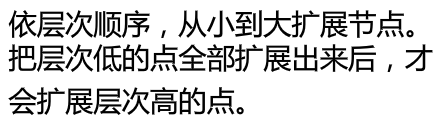 依层次顺序，从小到大扩展节点。
把层次低的点全部扩展出来后，才
会扩展层次高的点。